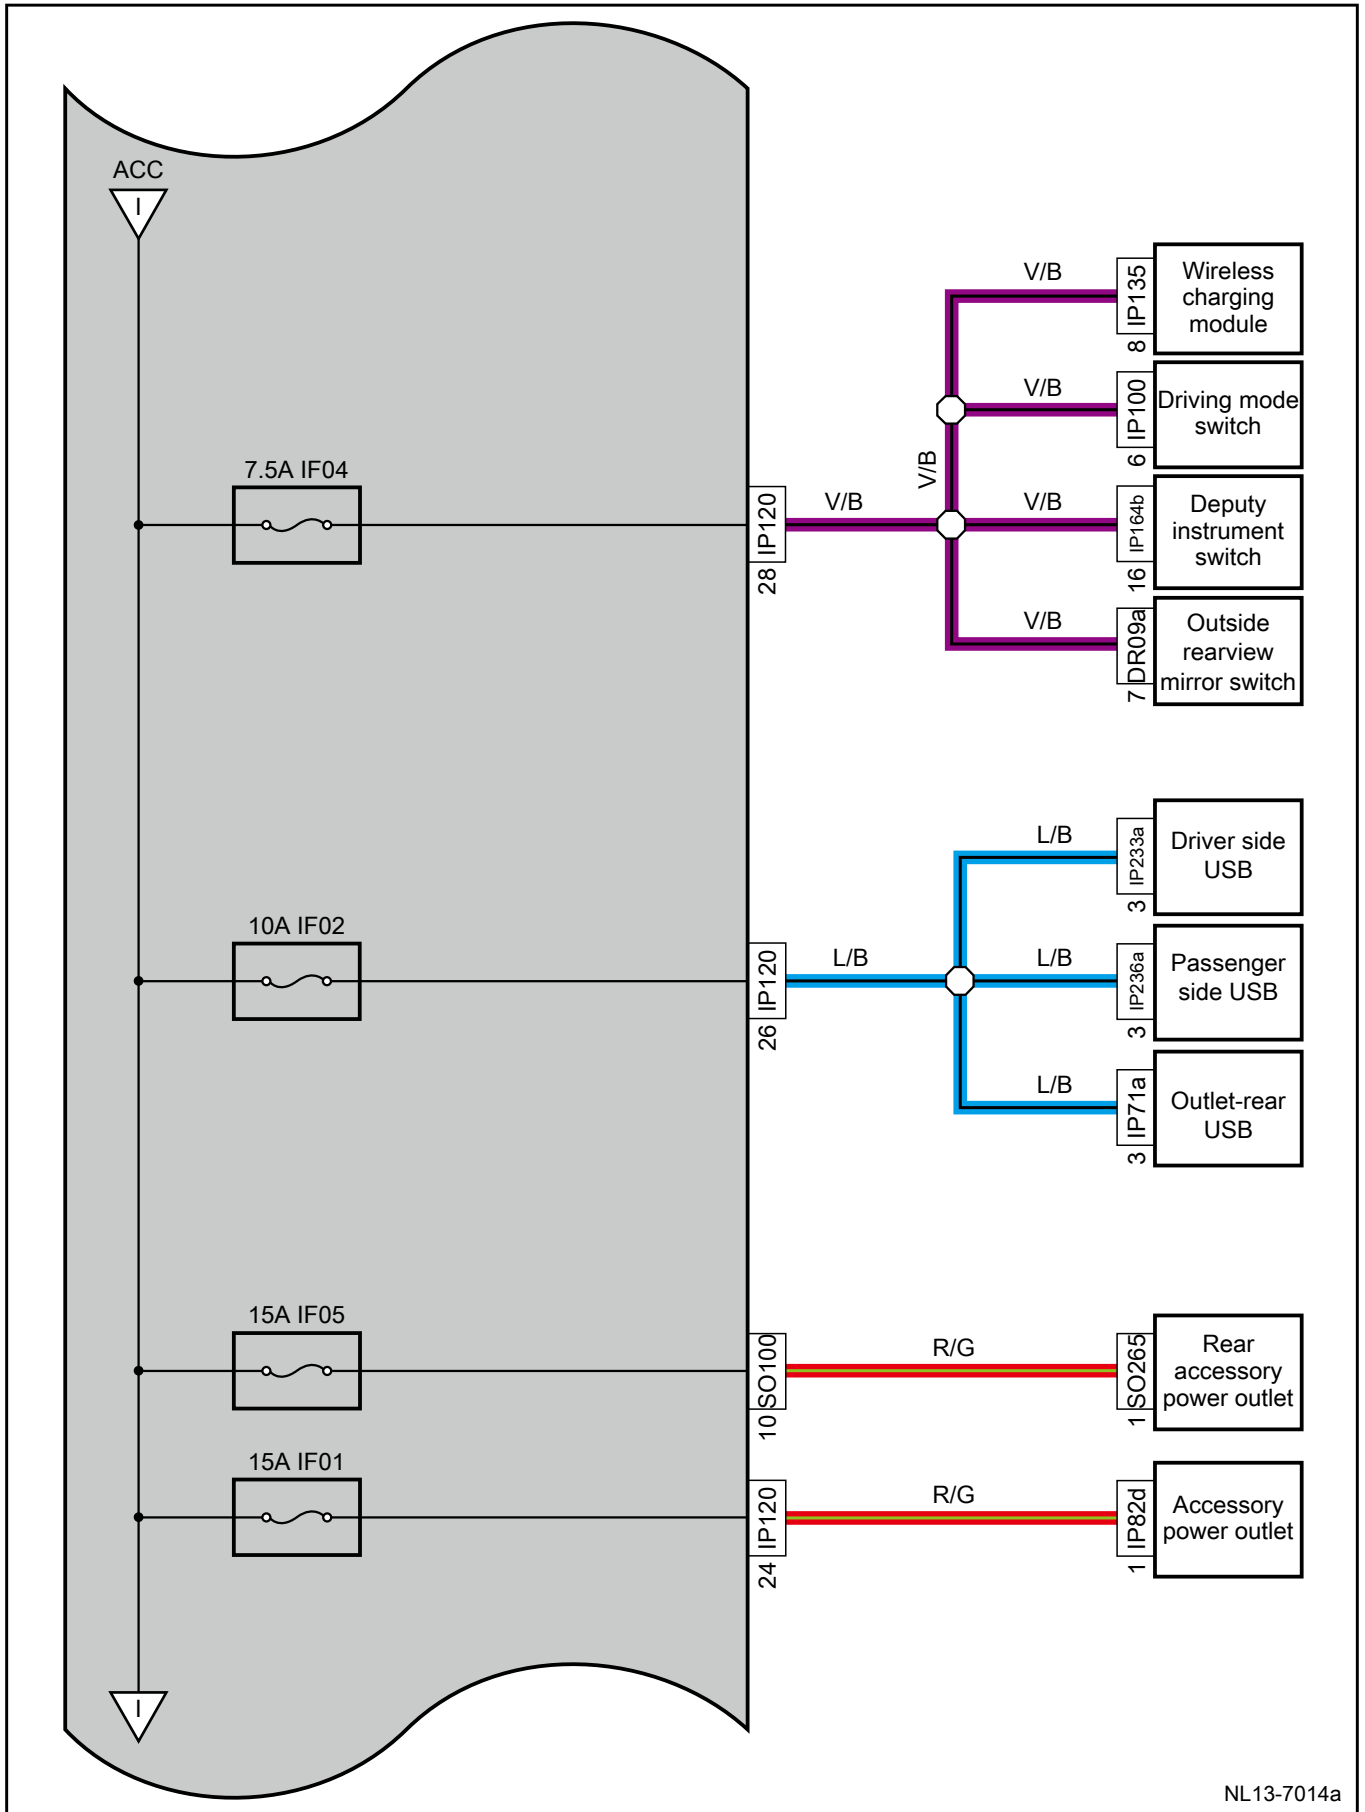 ACC
I
7.5A IF04
IP120
28
V/B
V/B
V/B
IP135
8
Wireless
charging
module
V/B
IP100
6
Driving mode
switch
V/B
IP164b
16
Deputy
instrument
switch
V/B
DR09a
7
Outside
rearview
mirror switch
10A IF02
IP120
26
L/B
L/B
IP233a
3
Driver side
USB
L/B
IP236a
3
Passenger
side USB
L/B
IP71a
3
Outlet-rear
USB
15A IF05
SO100
10
R/G
SO265
1
Rear
accessory
power outlet
15A IF01
IP120
24
R/G
IP82d
1
Accessory
power outlet
I
NL13-7014a